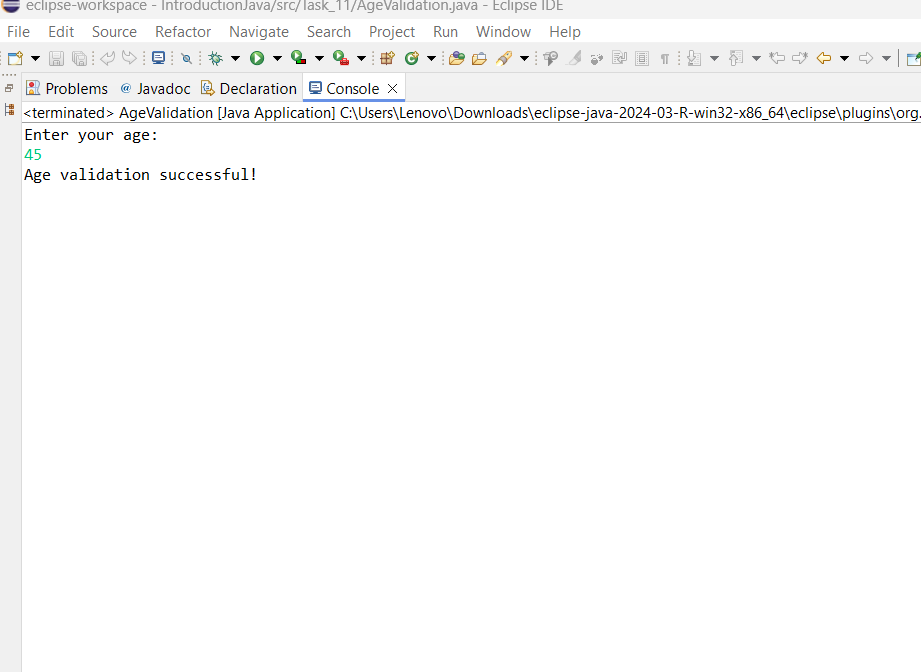 eclipse-workspace - IntroductionJava/src/Task_11/AgeValidation.java - Eclipse IDE
File Edit Source Refactor Navigate Search Project Run Window Help
Problems @ Javadoc Declaration Console
<terminated> AgeValidation [Java Application] C:\Users\Lenovo\Downloads\eclipse-java-2024-03-R-win32-x86_64\eclipse\plugins\org.
Enter your age:
45
Age validation successful!